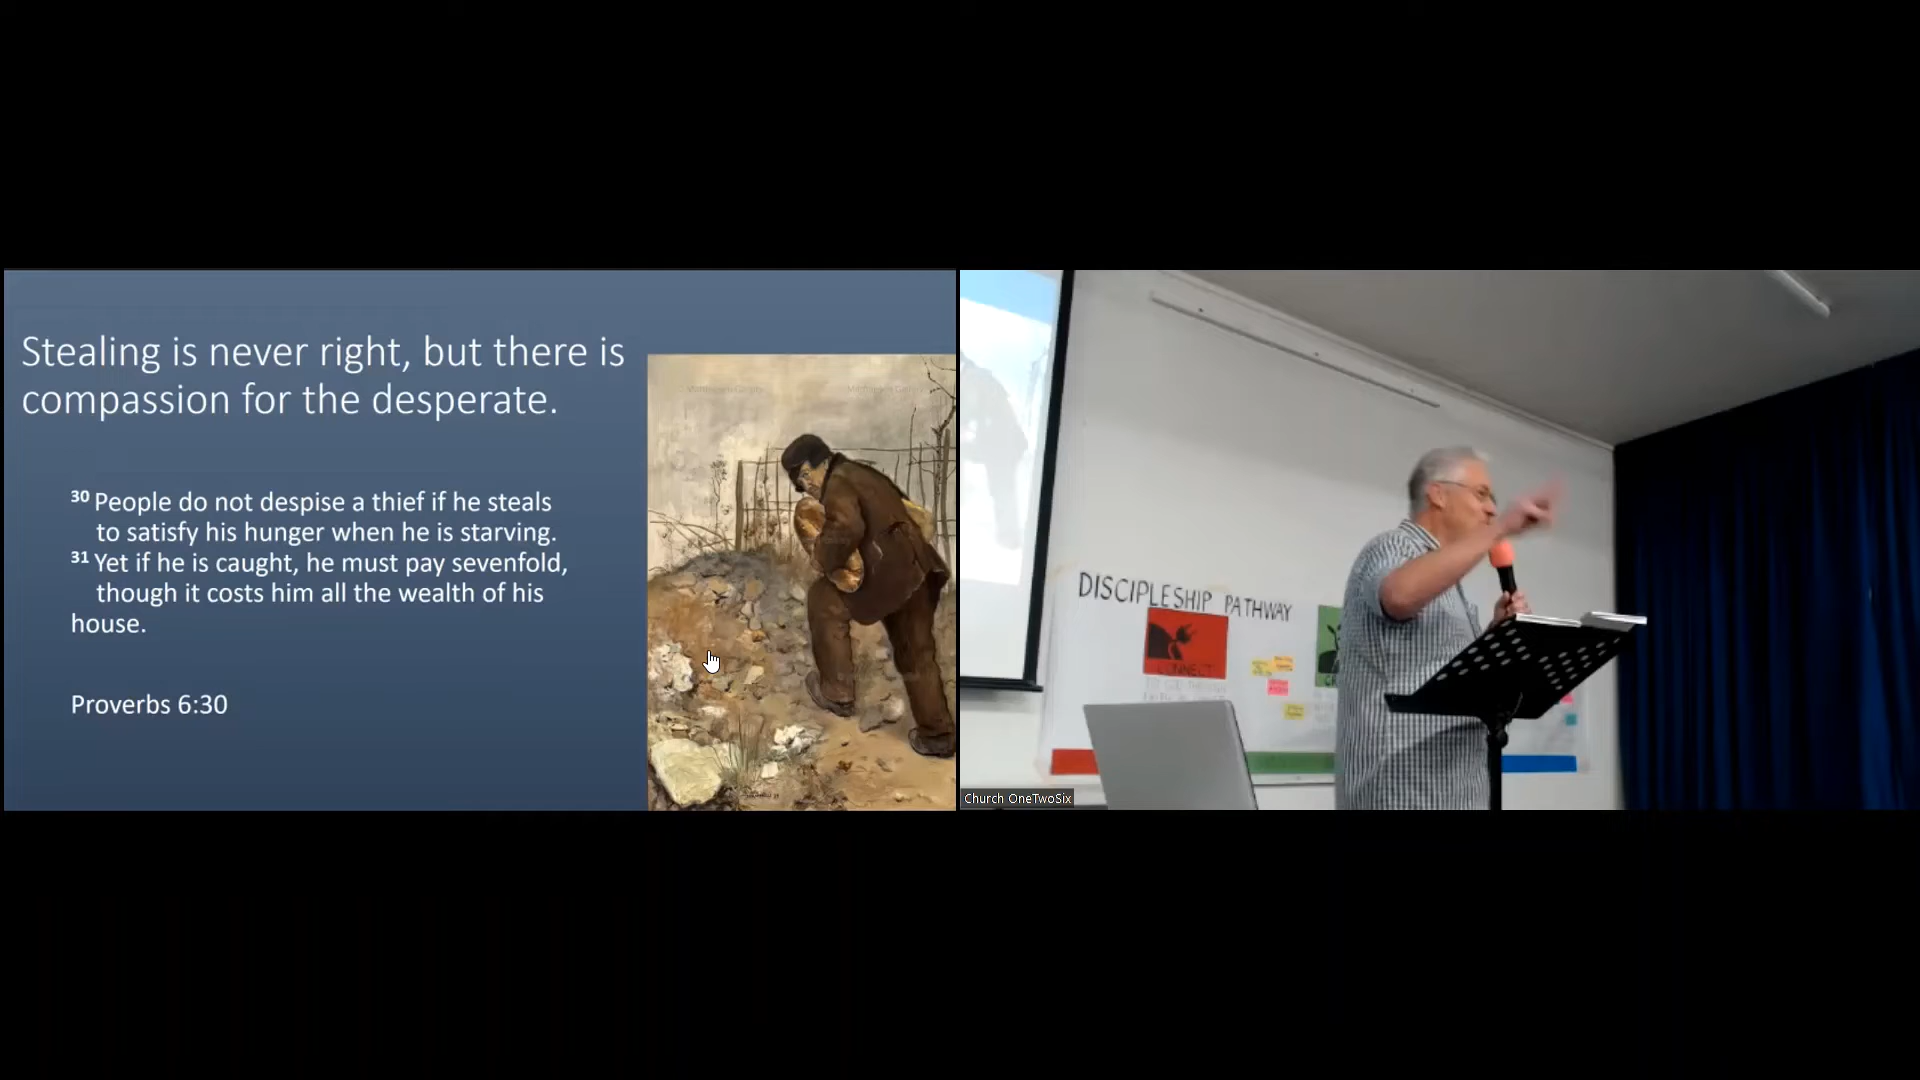 Stealing is never right, but there is
compassion for the desperate.
30 People do not despise a thief if he steals
to satisfy his hunger when he is starving.
31 Yet if he is caught, he must pay sevenfold,
though it costs him all the wealth of his
house.
Proverbs 6:30
DISCIPLESHIP PATHWAY
CONNECT
Church OneTwoSix